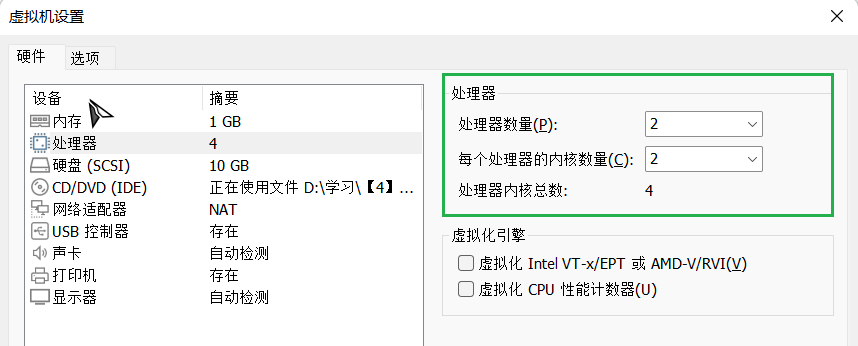 虚拟机设置
硬件 选项
设备 摘要
内存 1 GB
处理器 4
硬盘 (SCSI) 10 GB
CD/DVD (IDE) 正在使用文件 D:\学习\【4】...
网络适配器 NAT
USB 控制器 存在
声卡 自动检测
打印机 存在
显示器 自动检测
处理器
处理器数量(P): 2
每个处理器的内核数量(C): 2
处理器内核总数: 4
虚拟化引擎
虚拟化 Intel VT-x/EPT 或 AMD-V/RVI(V)
虚拟化 CPU 性能计数器(U)